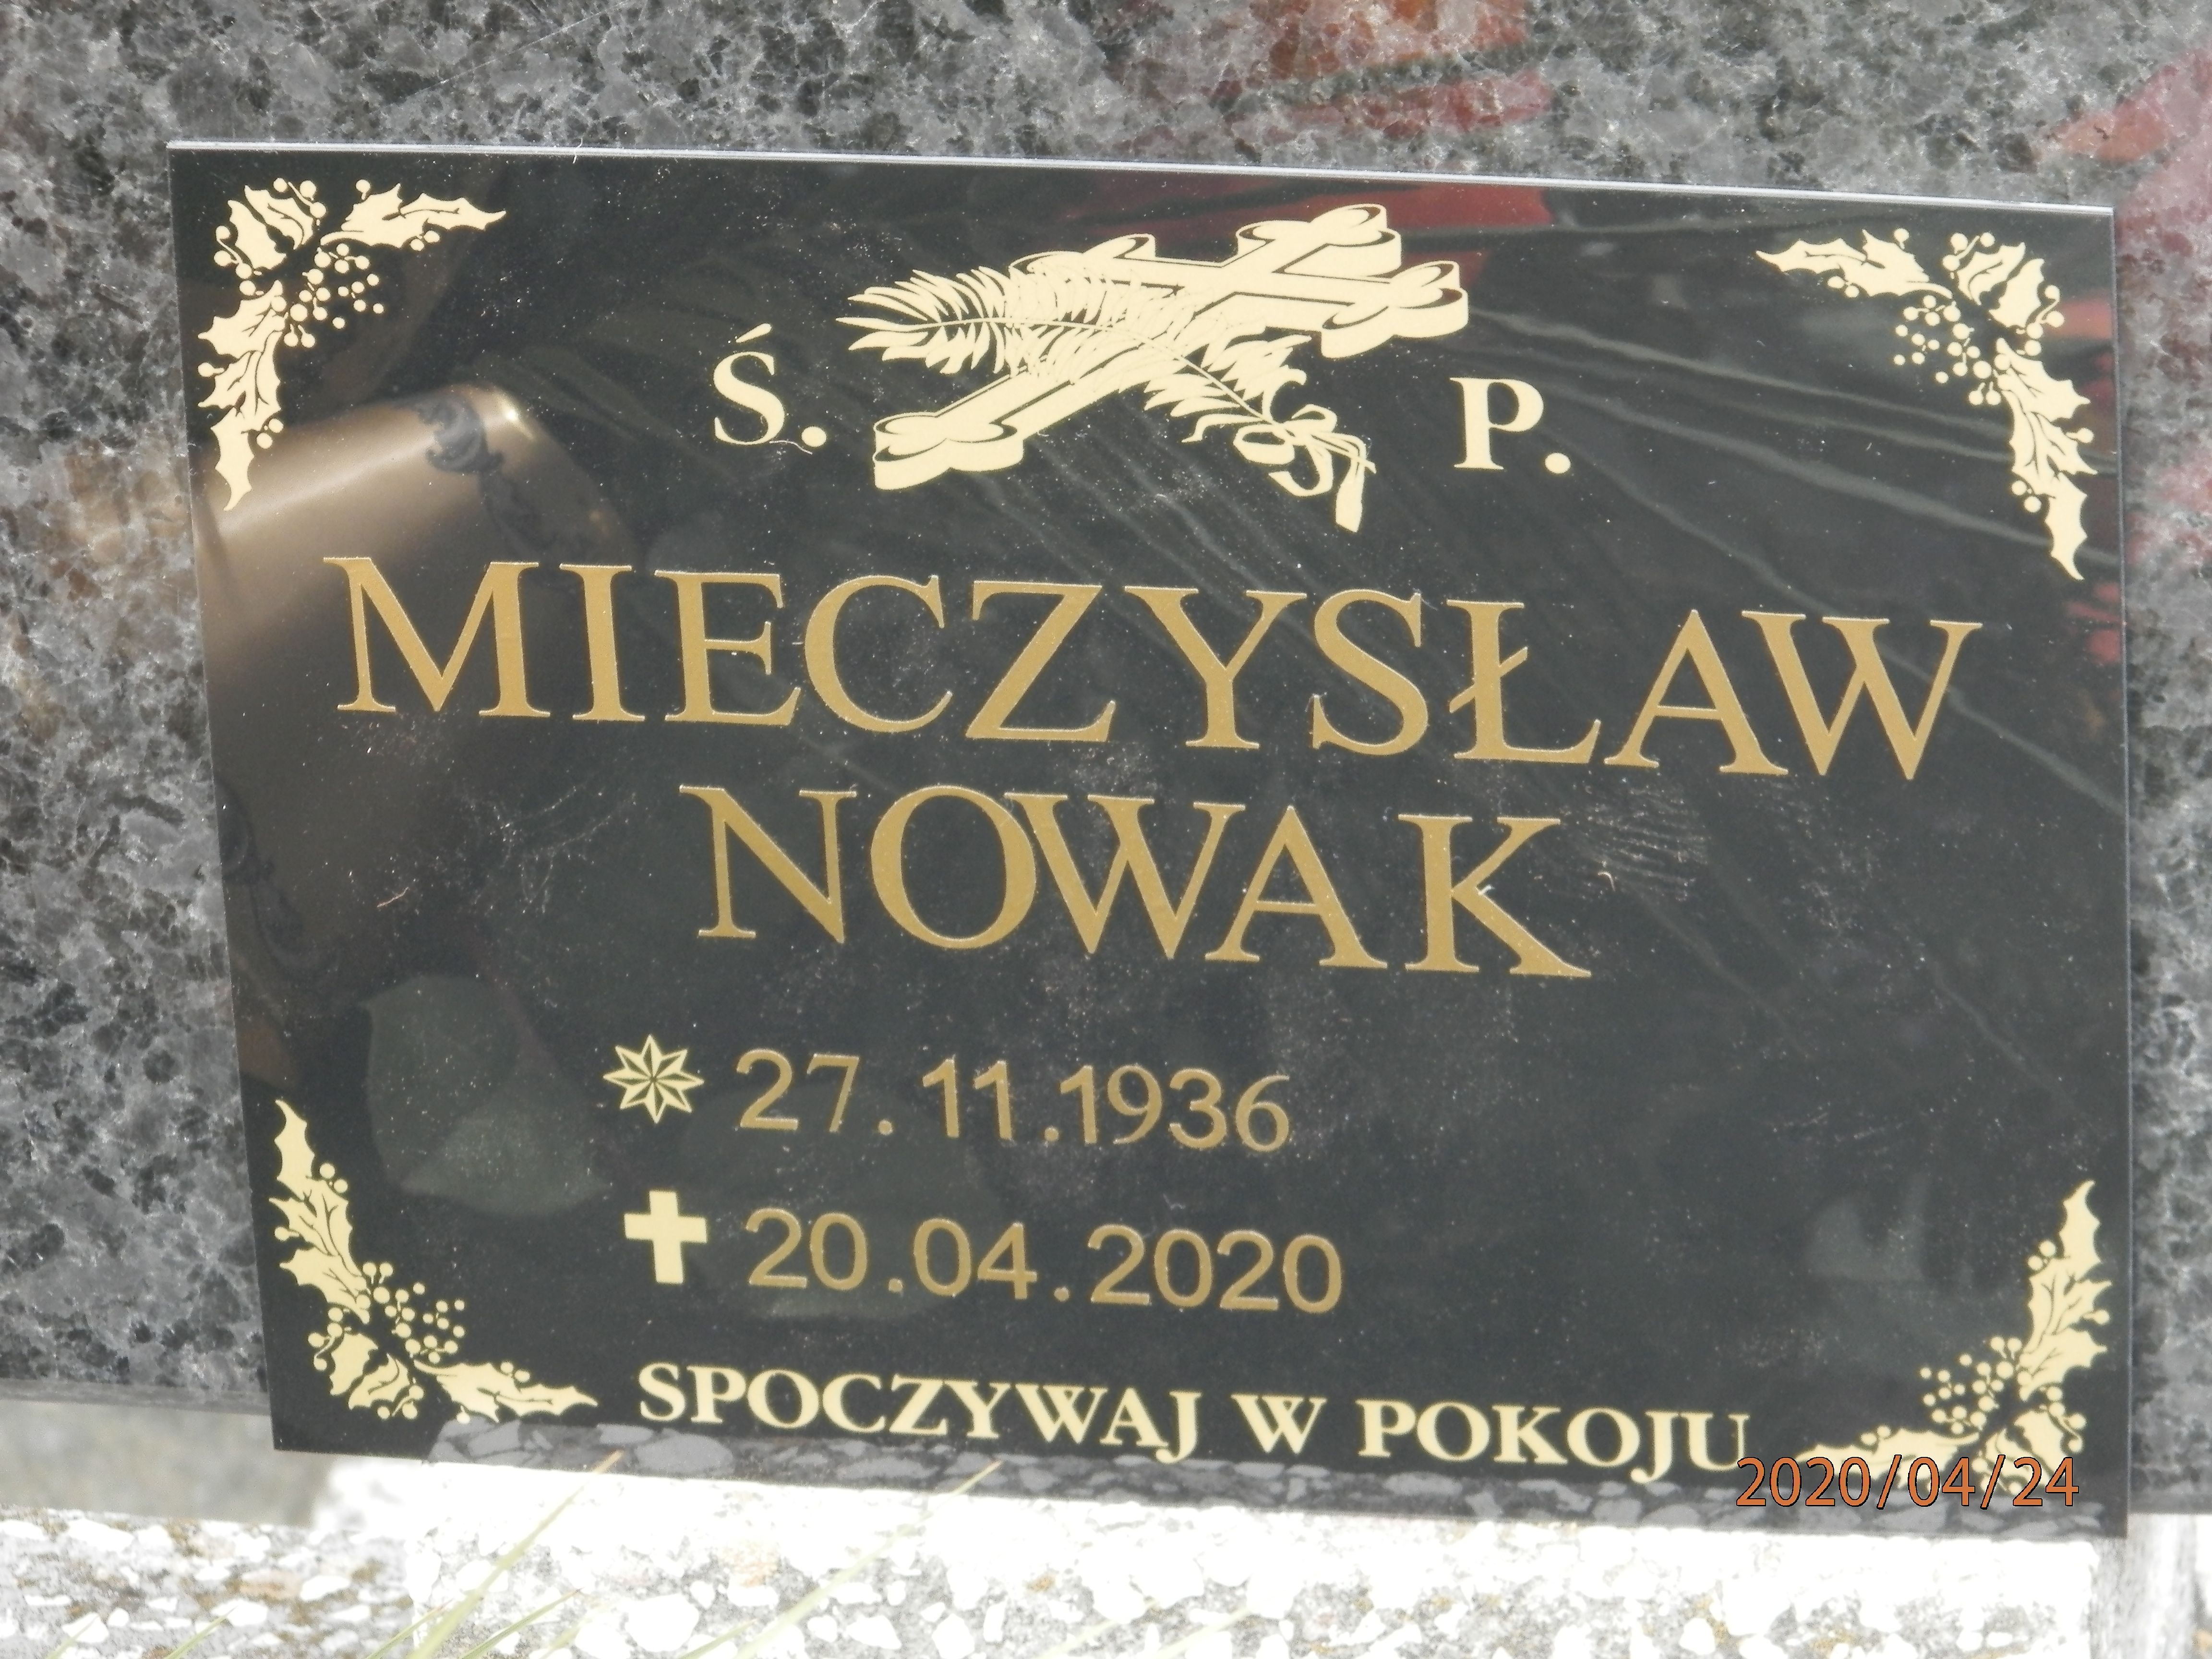 Ś. P.
MIECZYSŁAW
NOWAK
27.11.1936
20.04.2020
SPOCZYWAJ W POKOJU
2020/04/24